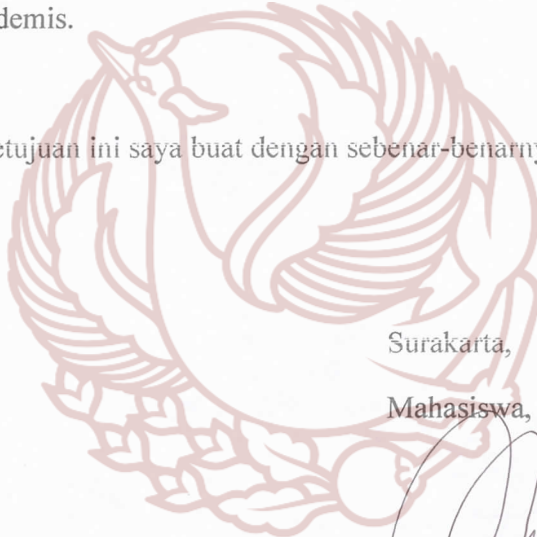 demis.
etujuan ini saya buat dengan sebenar-benarny
Surakarta,
Mahasiswa,